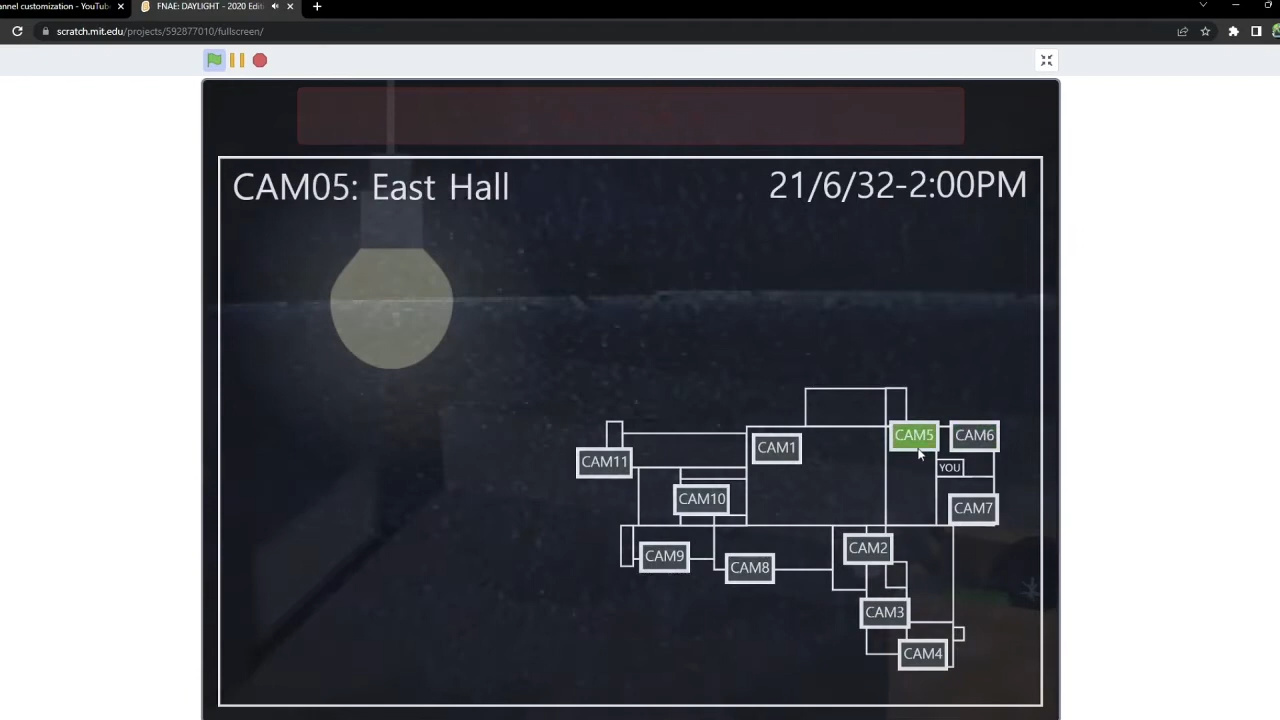 annel customization - YouTub
FNAE: DAYLIGHT - 2020 Editi
scratch.mit.edu/projects/592877010/fullscreen/
CAM05: East Hall
21/6/32-2:00PM
CAM5
CAM6
CAM1
CAM11
YOU
CAM10
CAM7
CAM2
CAM9
CAM8
CAM3
CAM4